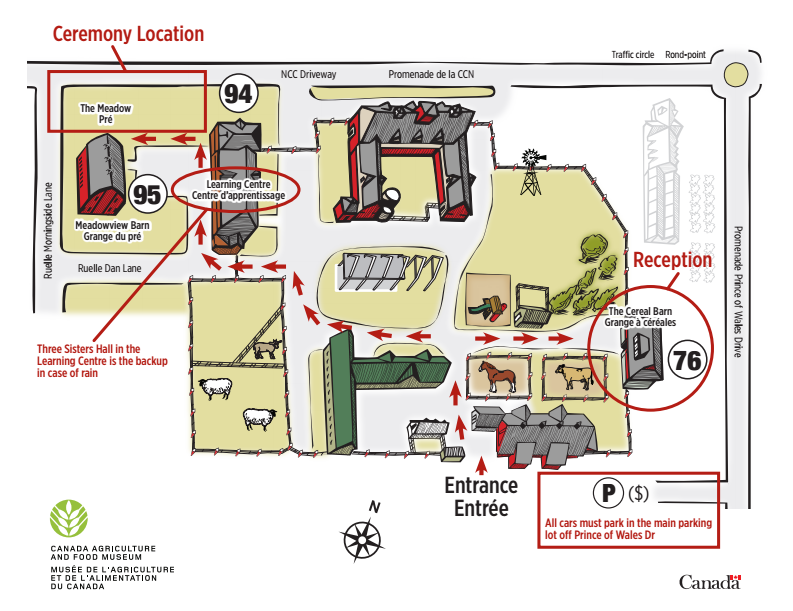 Ceremony Location
Traffic circle Rond-point
NCC Driveway
Promenade de la CCN
94
The Meadow
Pré
Learning Centre
Centre d'apprentissage
95
Meadowview Barn
Grange du pré
Ruelle Morningside Lane
Ruelle Dan Lane
Promenade Prince of Wales Drive
Reception
The Cereal Barn
Grange à céréales
76
Three Sisters Hall in the
Learning Centre is the backup
in case of rain
Entrance
Entrée
P ($)
All cars must park in the main parking
lot off Prince of Wales Dr
N
CANADA AGRICULTURE
AND FOOD MUSEUM
MUSÉE DE L'AGRICULTURE
ET DE L'ALIMENTATION
DU CANADA
Canada